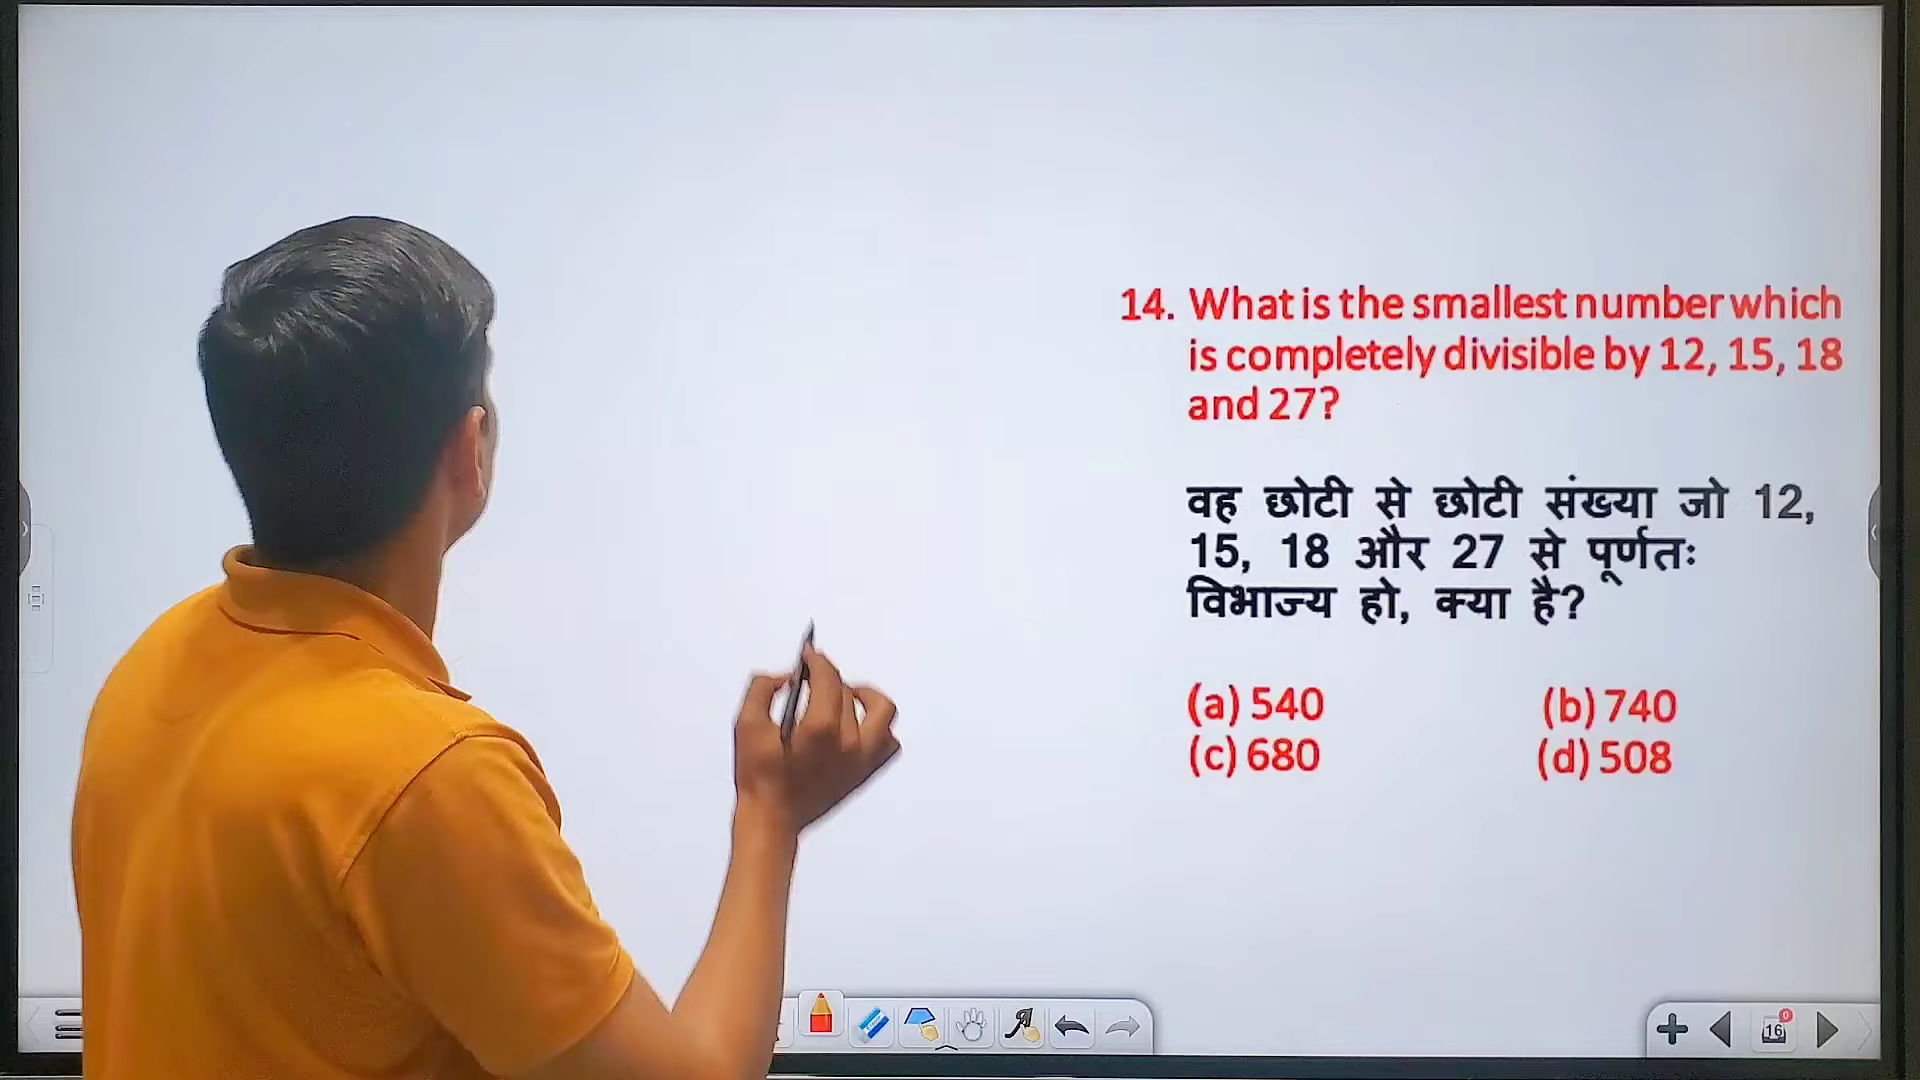 14. What is the smallest number which
is completely divisible by 12, 15, 18
and 27?
वह छोटी से छोटी संख्या जो 12,
15, 18 और 27 से पूर्णतः
विभाज्य हो, क्या है?
(a) 540 (b) 740
(c) 680 (d) 508
16
0